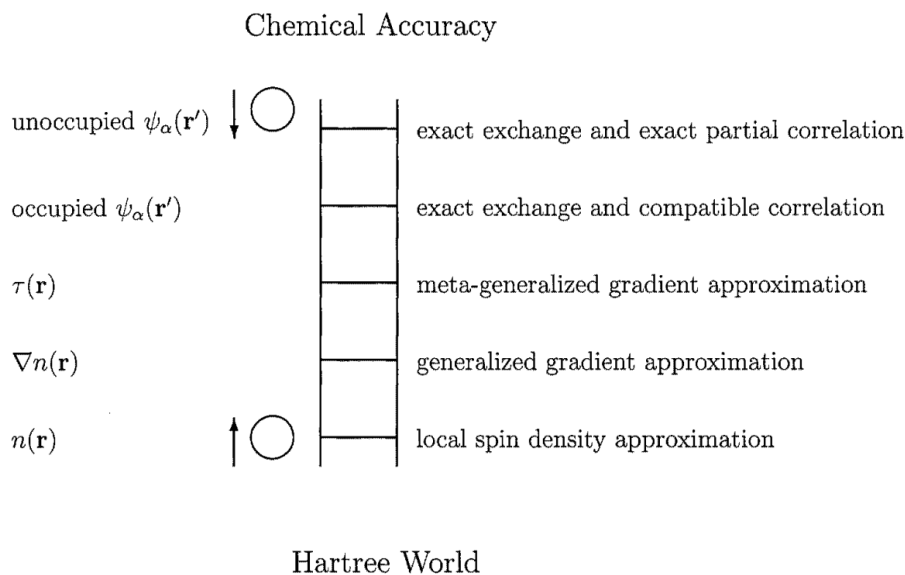 Chemical Accuracy
unoccupied ψα(r′) exact exchange and exact partial correlation
occupied ψα(r′) exact exchange and compatible correlation
τ(r) meta-generalized gradient approximation
∇n(r) generalized gradient approximation
n(r) local spin density approximation
Hartree World